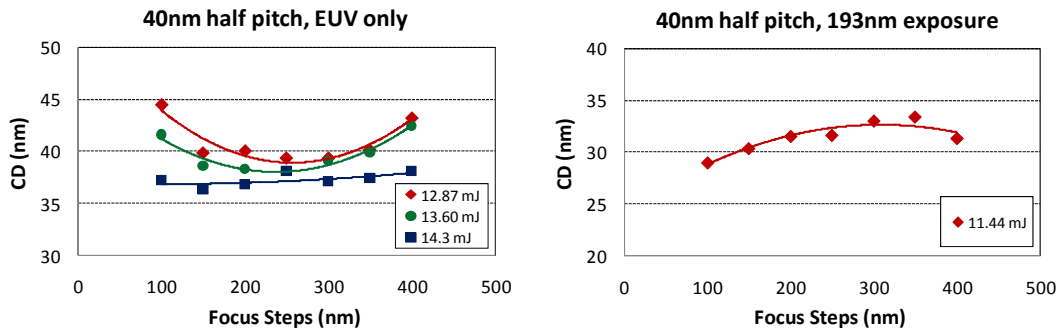 40nm half pitch, EUV only
CD (nm)
50
45
40
35
30
0 100 200 300 400 500
Focus Steps (nm)
12.87 mJ
13.60 mJ
14.3 mJ
40nm half pitch, 193nm exposure
CD (nm)
40
35
30
25
20
0 100 200 300 400 500
Focus Steps (nm)
11.44 mJ